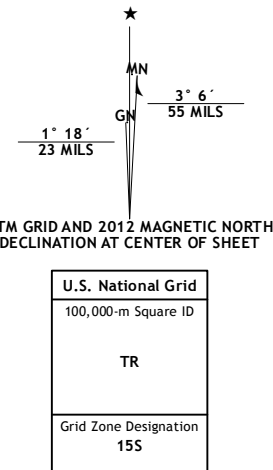 MN
GN
3° 6´
55 MILS
1° 18´
23 MILS
TM GRID AND 2012 MAGNETIC NORTH
DECLINATION AT CENTER OF SHEET
U.S. National Grid
100,000-m Square ID
TR
Grid Zone Designation
15S